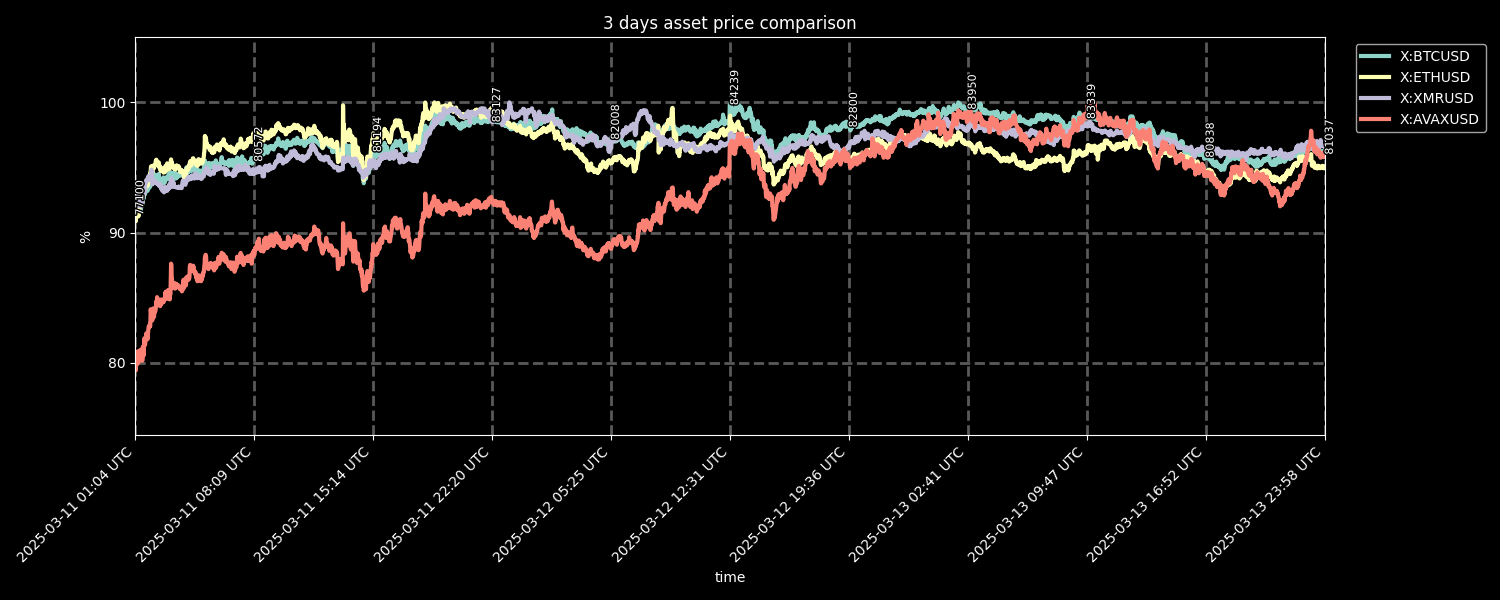 3 days asset price comparison
X:BTCUSD
X:ETHUSD
X:XMRUSD
X:AVAXUSD
100
90
80
%
77100
80572
83127
82008
84239
82800
83950
83339
80838
81037
2025-03-11 01:04 UTC
2025-03-11 08:09 UTC
2025-03-11 15:14 UTC
2025-03-11 22:20 UTC
2025-03-12 05:25 UTC
2025-03-12 12:31 UTC
2025-03-12 19:36 UTC
2025-03-13 02:41 UTC
2025-03-13 09:47 UTC
2025-03-13 16:52 UTC
2025-03-13 23:58 UTC
time